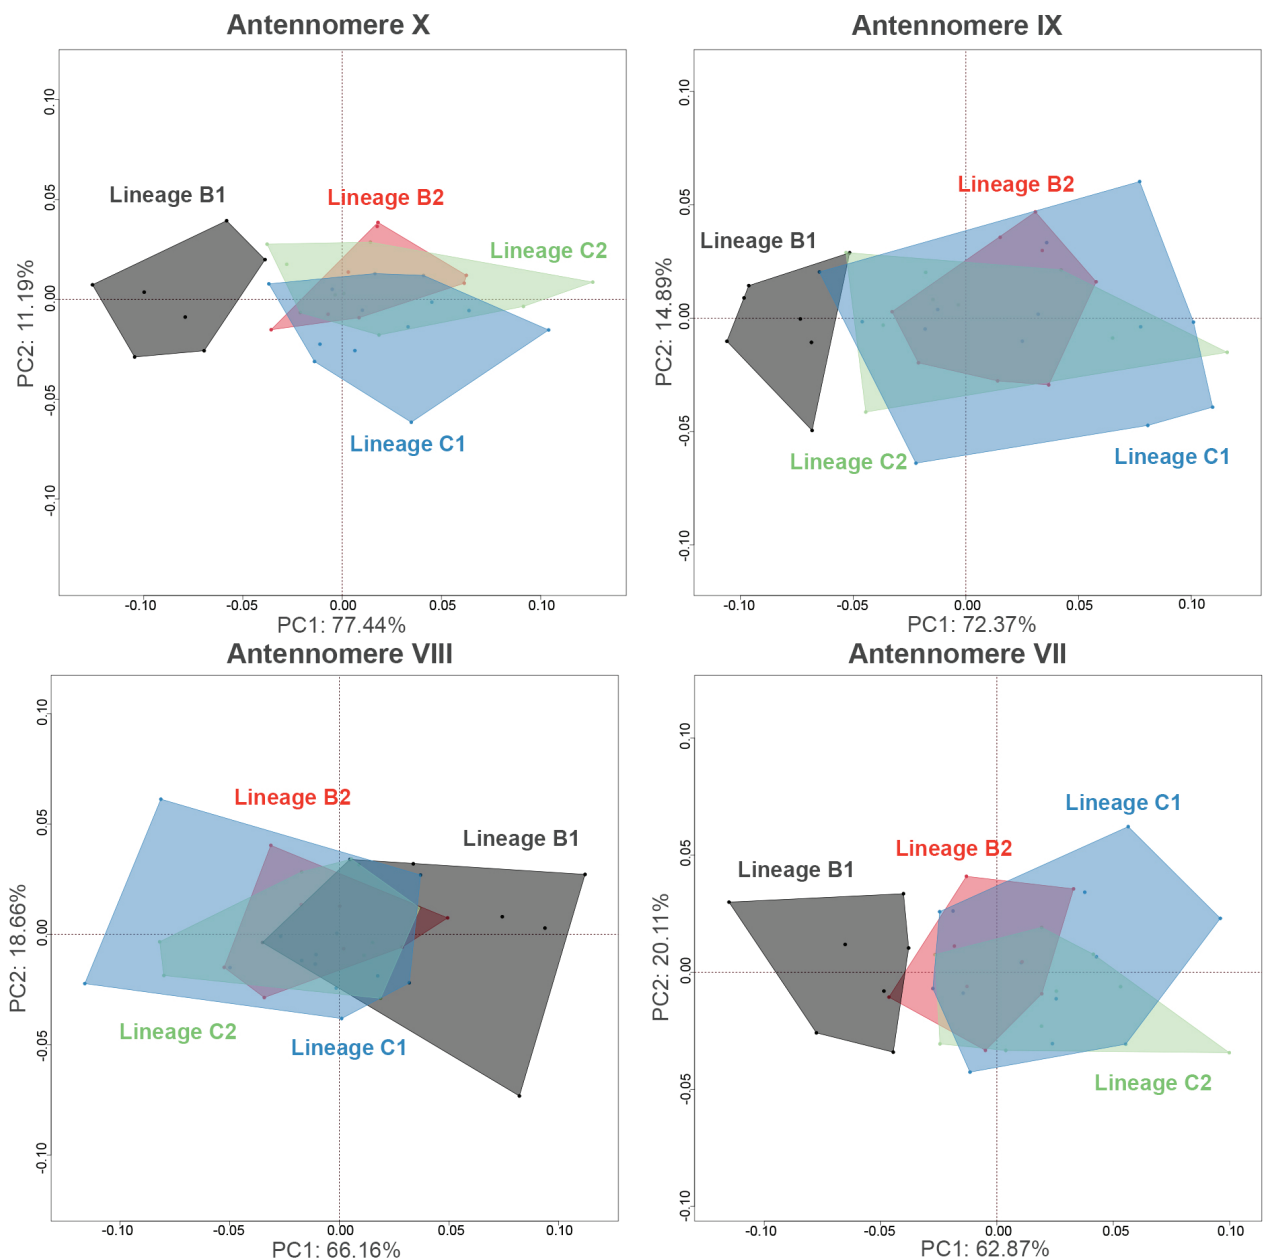 Antennomere X
0.10
0.05
0.00
-0.05
-0.10
PC2: 11.19%
Lineage B1
Lineage B2
Lineage C2
Lineage C1
-0.10 -0.05 0.00 0.05 0.10
PC1: 77.44%
Antennomere IX
0.10
0.05
0.00
-0.05
-0.10
PC2: 14.89%
Lineage B2
Lineage B1
Lineage C2
Lineage C1
-0.10 -0.05 0.00 0.05 0.10
PC1: 72.37%
Antennomere VIII
0.10
0.05
0.00
-0.05
-0.10
PC2: 18.66%
Lineage B2
Lineage B1
Lineage C2
Lineage C1
-0.10 -0.05 0.00 0.05 0.10
PC1: 66.16%
Antennomere VII
0.10
0.05
0.00
-0.05
-0.10
PC2: 20.11%
Lineage C1
Lineage B2
Lineage B1
Lineage C2
-0.10 -0.05 0.00 0.05 0.10
PC1: 62.87%